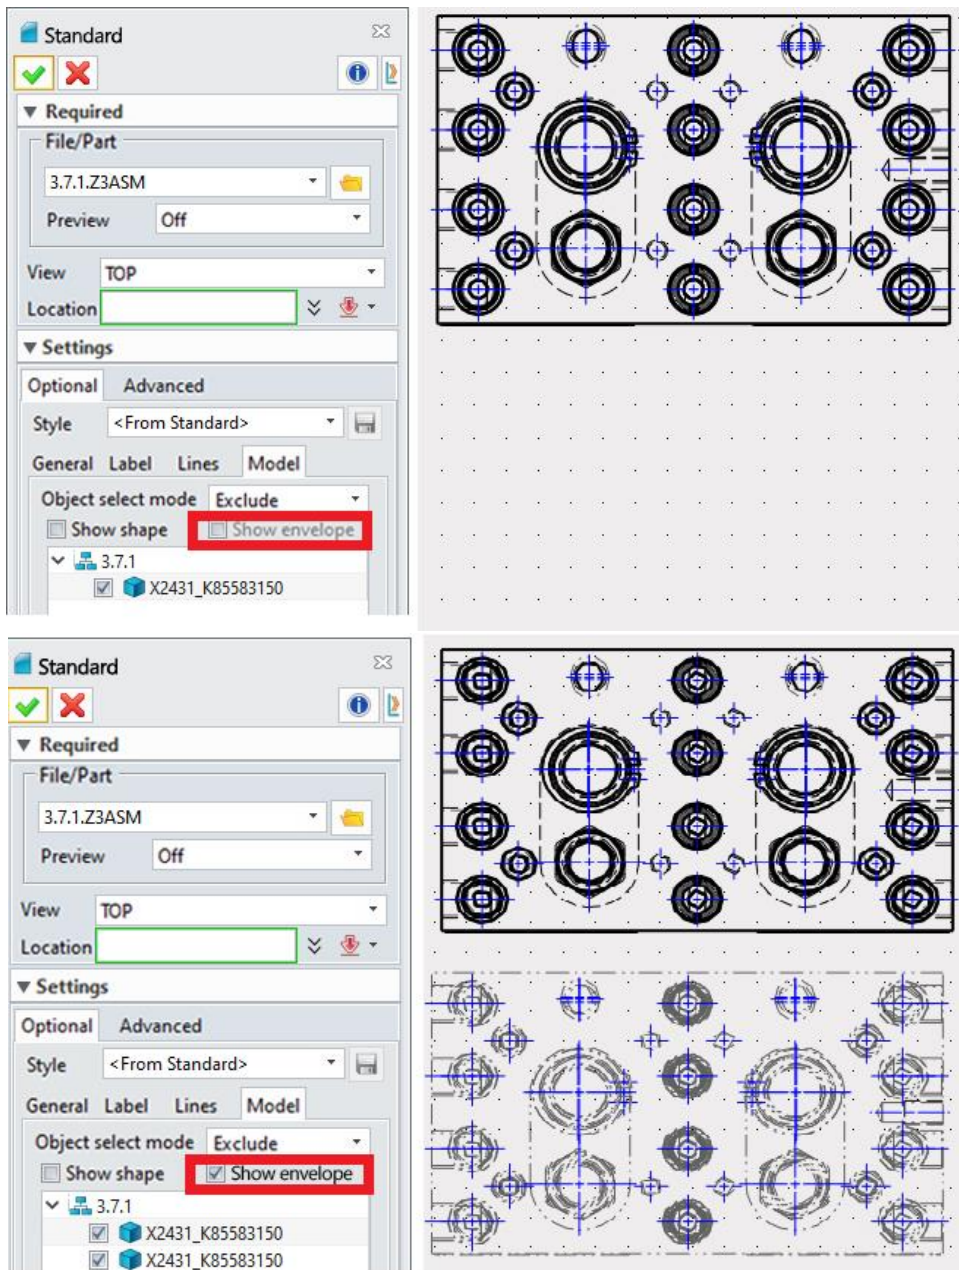 Standard
Required
File/Part
3.7.1.Z3ASM
Preview Off
View TOP
Location
Settings
Optional Advanced
Style <From Standard>
General Label Lines Model
Object select mode Exclude
Show shape Show envelope
3.7.1
X2431_K85583150
Standard
Required
File/Part
3.7.1.Z3ASM
Preview Off
View TOP
Location
Settings
Optional Advanced
Style <From Standard>
General Label Lines Model
Object select mode Exclude
Show shape Show envelope
3.7.1
X2431_K85583150
X2431_K85583150